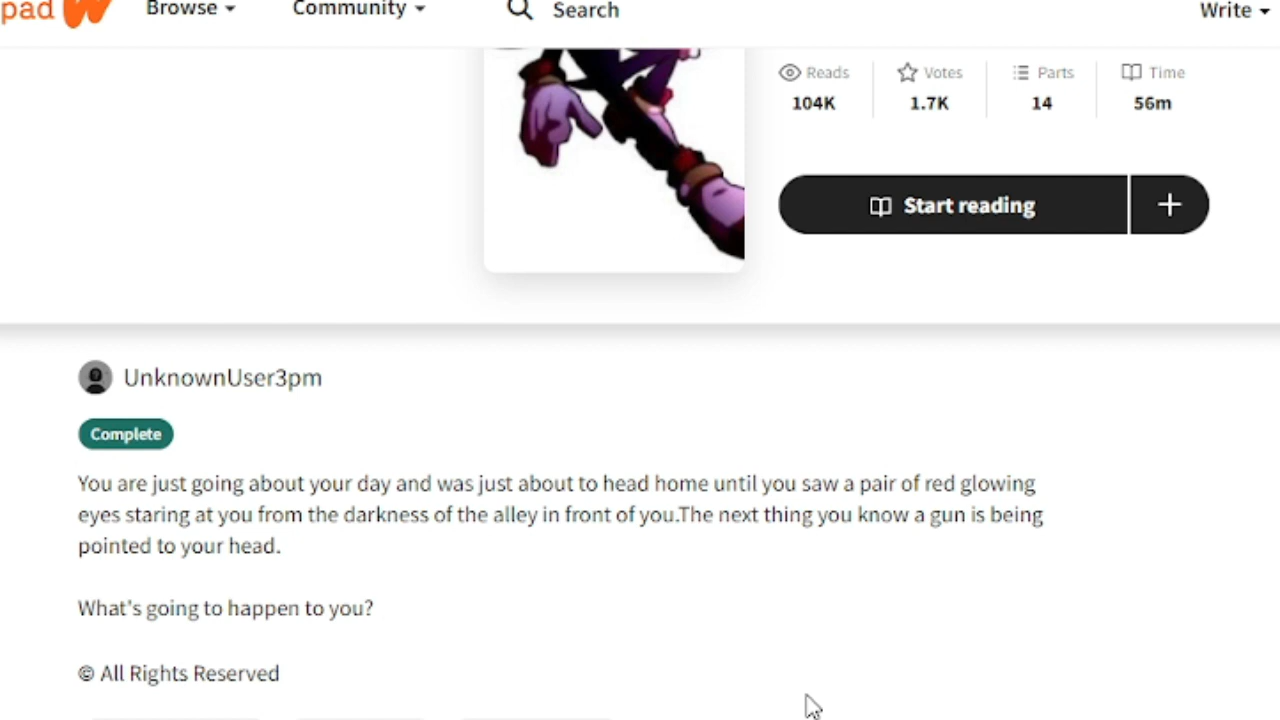 pad Browse Community Search Write
Reads Votes Parts Time
104K 1.7K 14 56m
Start reading +
UnknownUser3pm
Complete
You are just going about your day and was just about to head home until you saw a pair of red glowing
eyes staring at you from the darkness of the alley in front of you.The next thing you know a gun is being
pointed to your head.
What's going to happen to you?
© All Rights Reserved